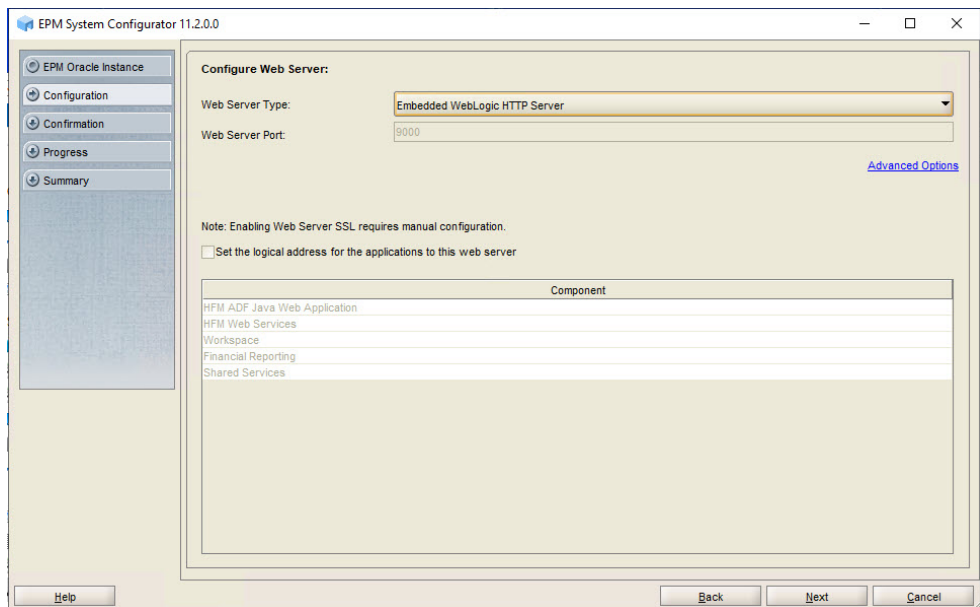 EPM System Configurator 11.2.0.0
EPM Oracle Instance
Configuration
Confirmation
Progress
Summary
Configure Web Server:
Web Server Type:
Embedded WebLogic HTTP Server
Web Server Port:
9000
Advanced Options
Note: Enabling Web Server SSL requires manual configuration.
Set the logical address for the applications to this web server
Component
HFM ADF Java Web Application
HFM Web Services
Workspace
Financial Reporting
Shared Services
Help
Back
Next
Cancel